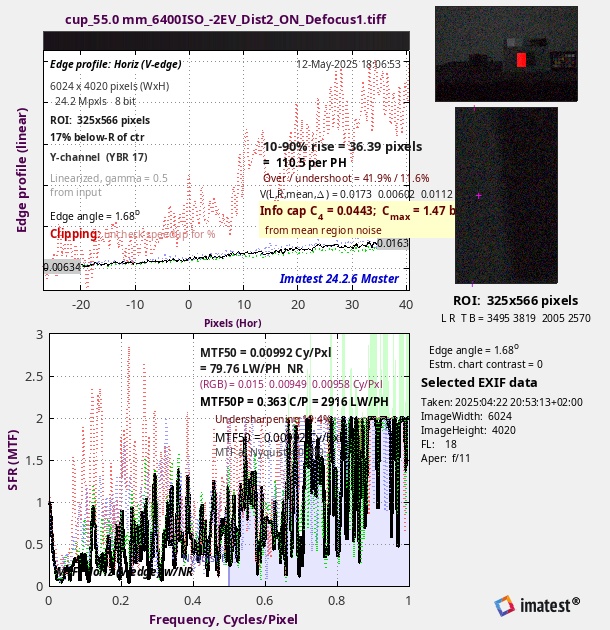 cup_55.0 mm_6400ISO_-2EV_Dist2_ON_Defocus1.tiff
Edge profile: Horiz (V-edge)
12-May-2025 18:06:53
6024 x 4020 pixels (WxH)
24.2 Mpxls 8 bit
ROI: 325x566 pixels
17% below-R of ctr
Y-channel (YBR 17)
Linearized, gamma = 0.5
from input
Edge angle = 1.68⁰
Clipping:
for %
10-90% rise = 36.39 pixels
= 110.5 per PH
Over / undershoot = 41.9% / 11.6%
V(L,R,mean,Δ) = 0.0173 0.00602 0.0112
Info cap C4 = 0.0443; Cmax = 1.47 b
from mean region noise
0.0163
0.00634
Imatest 24.2.6 Master
Edge profile (linear)
-20 -10 0 10 20 30 40
Pixels (Hor)
ROI: 325x566 pixels
L R T B = 3495 3819 2005 2570
Edge angle = 1.68⁰
Estm. chart contrast = 0
Selected EXIF data
Taken: 2025:04:22 20:53:13+02:00
ImageWidth: 6024
ImageHeight: 4020
FL: 18
Aper: f/11
MTF50 = 0.00992 Cy/Pxl
= 79.76 LW/PH NR
(RGB) = 0.015 0.00949 0.00958 Cy/Pxl
MTF50P = 0.363 C/P = 2916 LW/PH
Undersharpening
MTF50 = 0.00992 Cy/Pxl
SFR (MTF)
3
2.5
2
1.5
1
0.5
0
0 0.2 0.4 0.6 0.8 1
Frequency, Cycles/Pixel
imatest®